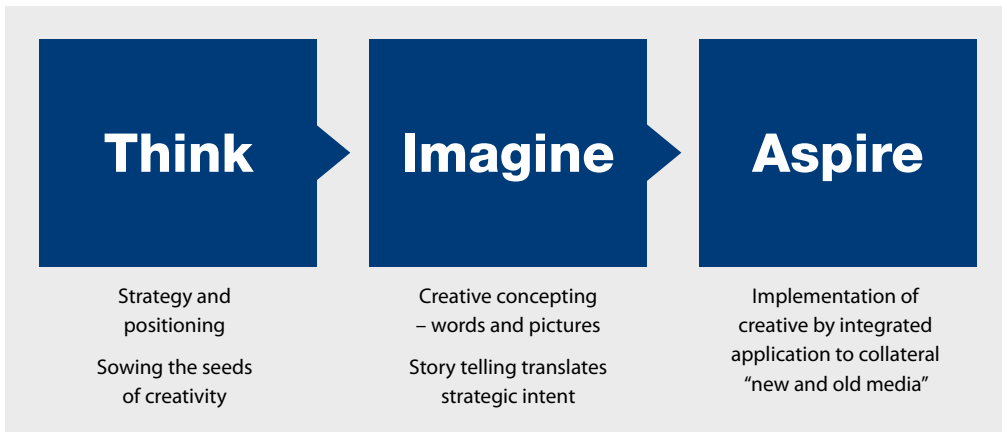 Think
Strategy and
positioning
Sowing the seeds
of creativity
Imagine
Creative concepting
– words and pictures
Story telling translates
strategic intent
Aspire
Implementation of
creative by integrated
application to collateral
“new and old media”